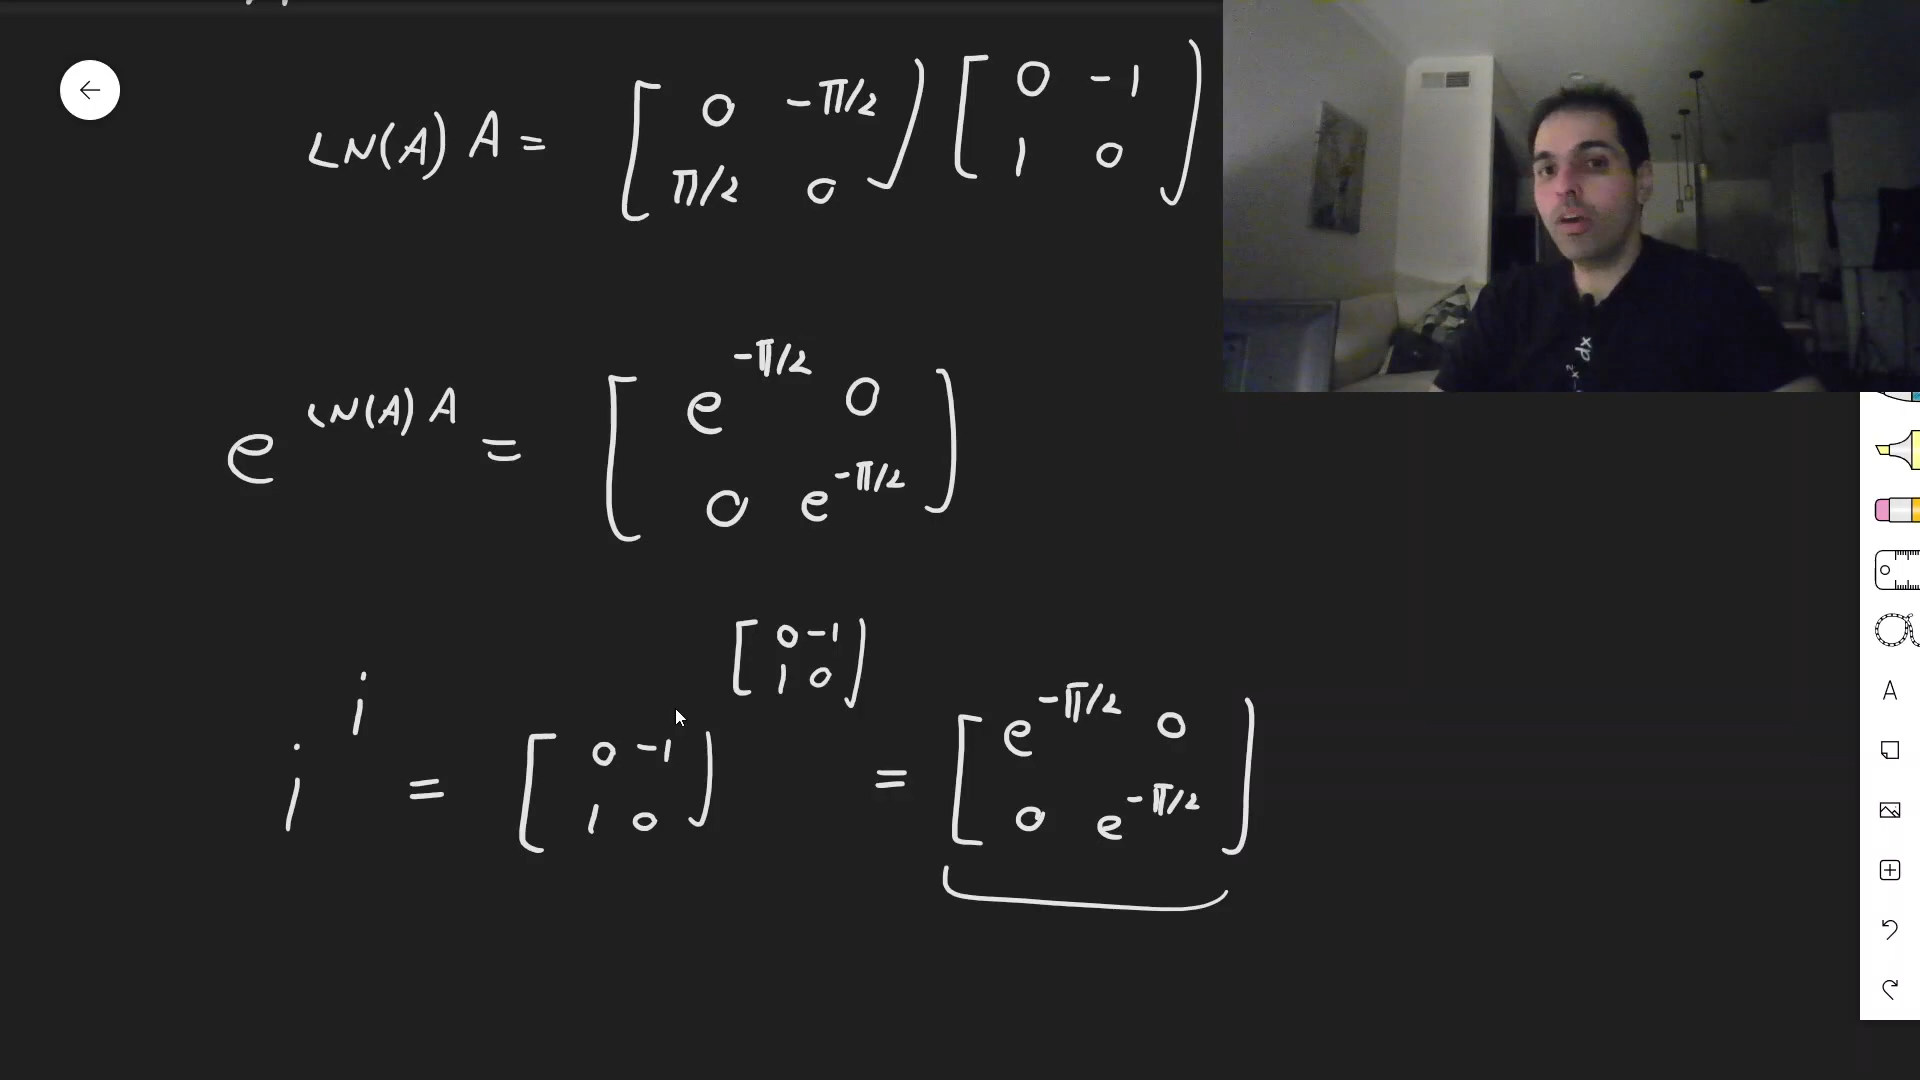 LN(A) A = [0 -π/2 π/2 0] [0 -1 1 0]
e^{LN(A) A} = [e^{-π/2} 0 0 e^{-π/2}]
i^i = [0 -1 1 0]^{[0 -1 1 0]} = [e^{-π/2} 0 0 e^{-π/2}]
dx
A